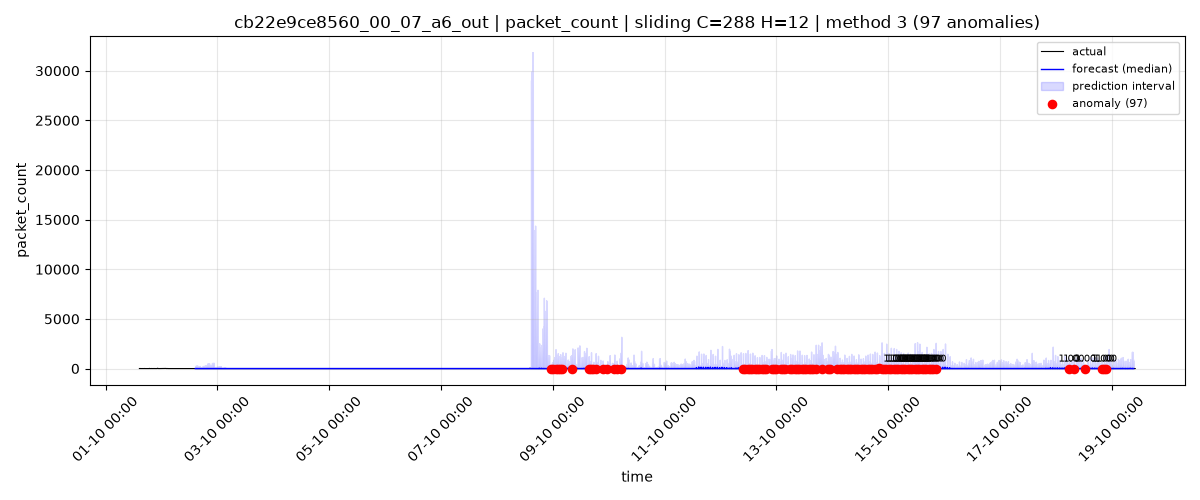 cb22e9ce8560_00_07_a6_out | packet_count | sliding C=288 H=12 | method 3 (97 anomalies)
actual
forecast (median)
prediction interval
anomaly (97)
packet_count
30000
25000
20000
15000
10000
5000
0
01-10 00:00
03-10 00:00
05-10 00:00
07-10 00:00
09-10 00:00
11-10 00:00
13-10 00:00
15-10 00:00
17-10 00:00
19-10 00:00
time